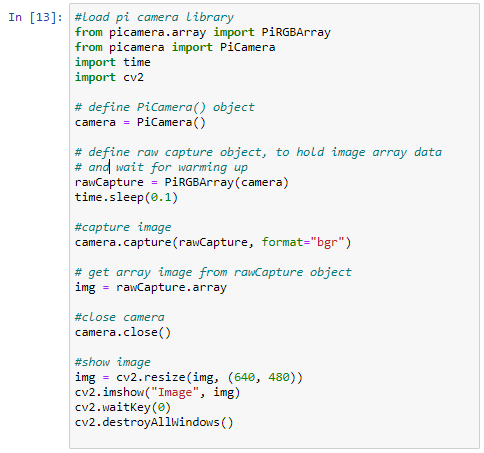 In [13]: #load pi camera library
from picamera.array import PiRGBArray
from picamera import PiCamera
import time
import cv2

# define PiCamera() object
camera = PiCamera()

# define raw capture object, to hold image array data
# and wait for warming up
rawCapture = PiRGBArray(camera)
time.sleep(0.1)

#capture image
camera.capture(rawCapture, format="bgr")

# get array image from rawCapture object
img = rawCapture.array

#close camera
camera.close()

#show image
img = cv2.resize(img, (640, 480))
cv2.imshow("Image", img)
cv2.waitKey(0)
cv2.destroyAllWindows()